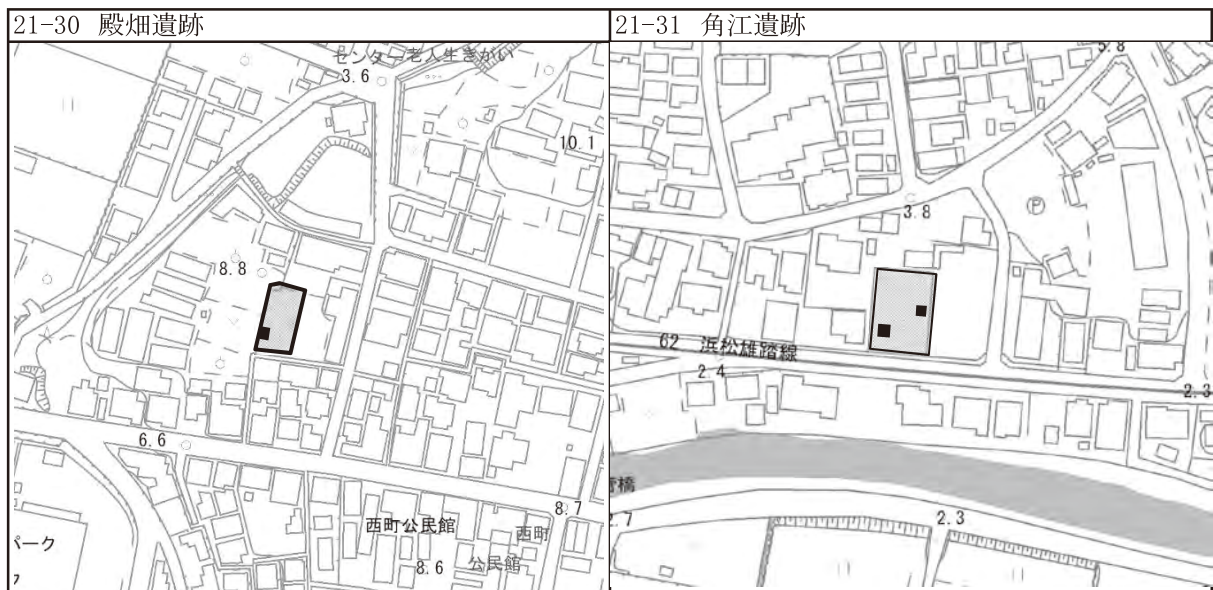 21-30 殿畑遺跡
センター老人生きがい
3.6
10.1
8.8
6.6
8.7
西町公民館
西町
公民館
8.6
パーク
21-31 角江遺跡
5.8
P
3.8
62 浜松雄踏線
2.4
2.3
橋
2.7
2.3